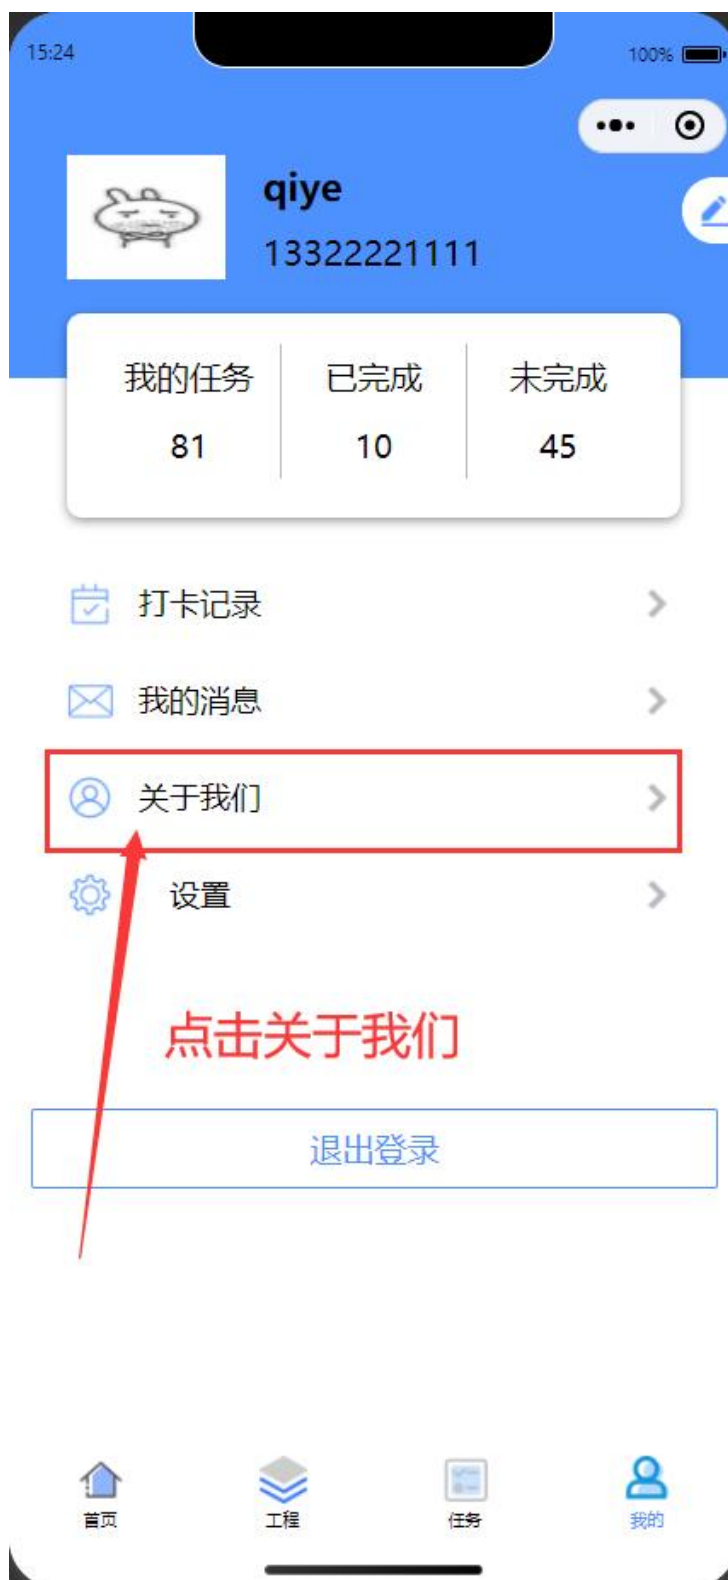 15:24
100%
qiye
13322221111
我的任务 已完成 未完成
81 10 45
打卡记录
我的消息
关于我们
设置
点击关于我们
退出登录
首页 工程 任务 我的